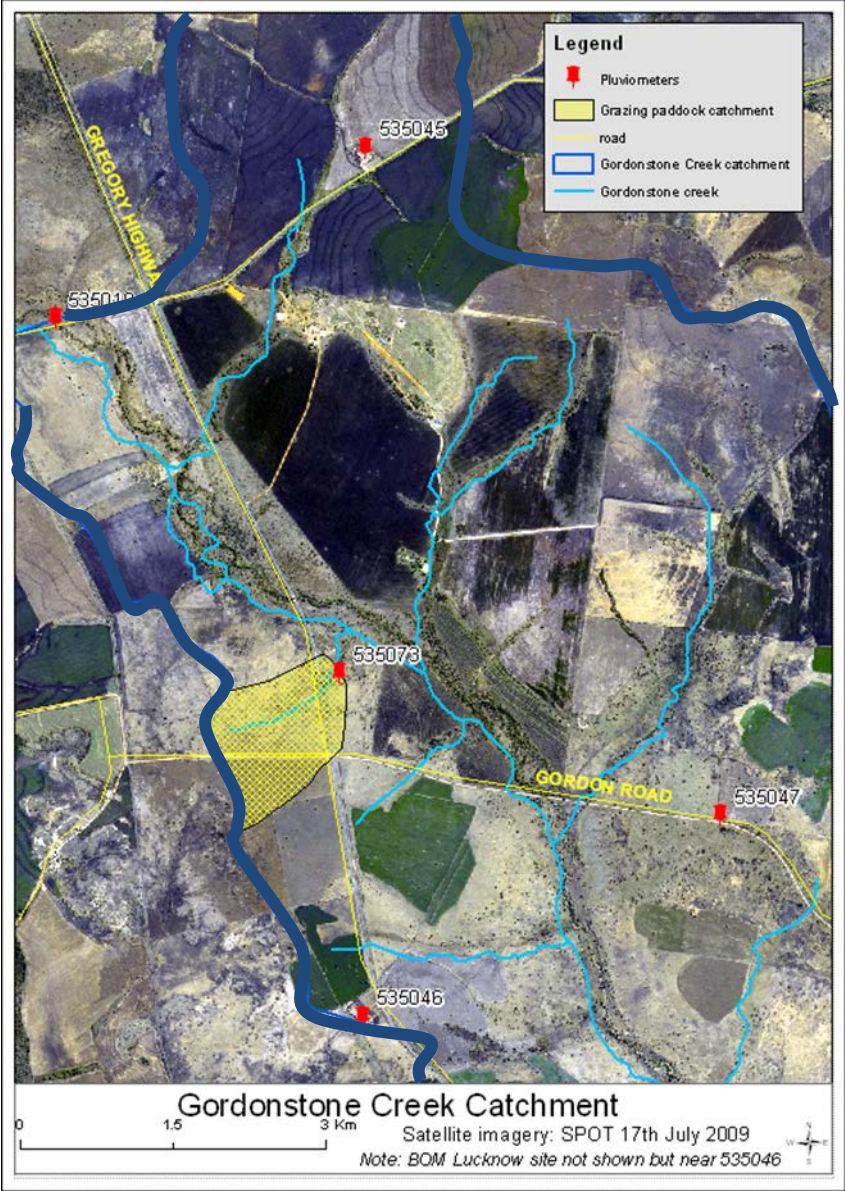 Legend
Pluviometers
Grazing paddock catchment
road
Gordonstone Creek catchment
Gordonstone creek
535045
GREGORY HIGHWA
535073
GORDON ROAD
535047
535046
Gordonstone Creek Catchment
0 1.5 3 Km
Satellite imagery: SPOT 17th July 2009
Note: BOM Lucknow site not shown but near 535046
N
W E
S